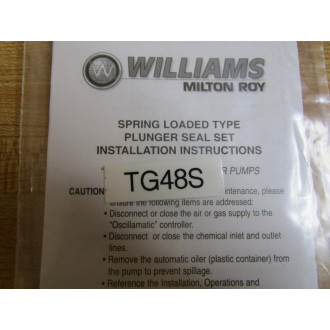 W WILLIAMS
MILTON ROY
SPRING LOADED TYPE
PLUNGER SEAL SET
INSTALLATION INSTRUCTIONS
PUMPS
TG48S
CAUTION
please
ensure the following items are addressed:
• Disconnect or close the air or gas supply to the
"Oscillamatic" controller.
• Disconnect or close the chemical inlet and outlet
lines.
• Remove the automatic oiler (plastic container) from
the pump to prevent spillage.
• Reference the Installation, Operations and